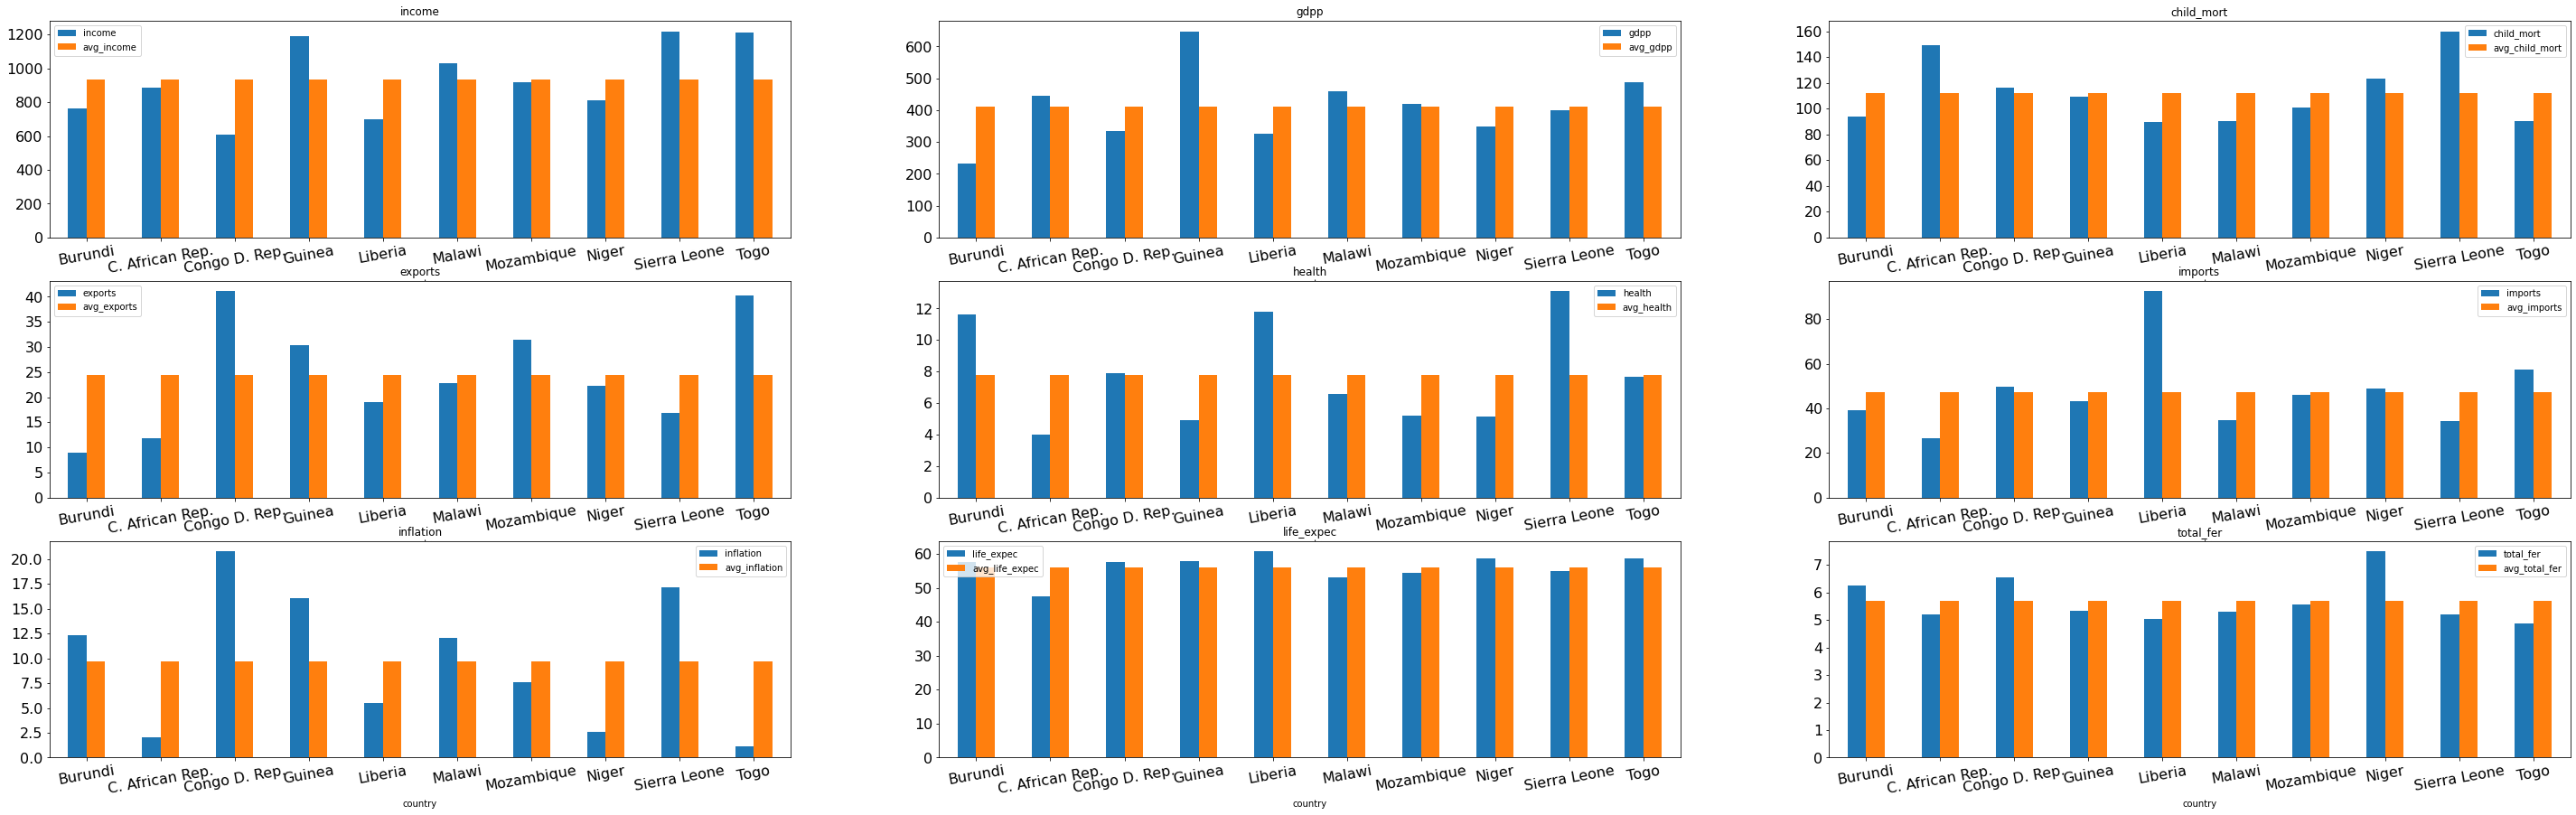 income
1200
1000
800
600
400
200
0
income
avg_income
Burundi
C. African Rep.
Congo D. Rep.
Guinea
Liberia
Malawi
Mozambique
Niger
Sierra Leone
Togo
gdpp
600
500
400
300
200
100
0
gdpp
avg_gdpp
Burundi
C. African Rep.
Congo D. Rep.
Guinea
Liberia
Malawi
Mozambique
Niger
Sierra Leone
Togo
child_mort
160
140
120
100
80
60
40
20
0
child_mort
avg_child_mort
Burundi
C. African Rep.
Congo D. Rep.
Guinea
Liberia
Malawi
Mozambique
Niger
Sierra Leone
Togo
exports
40
35
30
25
20
15
10
5
0
exports
avg_exports
Burundi
C. African Rep.
Congo D. Rep.
Guinea
Liberia
Malawi
Mozambique
Niger
Sierra Leone
Togo
health
12
10
8
6
4
2
0
health
avg_health
Burundi
C. African Rep.
Congo D. Rep.
Guinea
Liberia
Malawi
Mozambique
Niger
Sierra Leone
Togo
imports
80
60
40
20
0
imports
avg_imports
Burundi
C. African Rep.
Congo D. Rep.
Guinea
Liberia
Malawi
Mozambique
Niger
Sierra Leone
Togo
inflation
20.0
17.5
15.0
12.5
10.0
7.5
5.0
2.5
0.0
inflation
avg_inflation
Burundi
C. African Rep.
Congo D. Rep.
Guinea
Liberia
Malawi
Mozambique
Niger
Sierra Leone
Togo
country
life_expec
60
50
40
30
20
10
0
life_expec
avg_life_expec
Burundi
C. African Rep.
Congo D. Rep.
Guinea
Liberia
Malawi
Mozambique
Niger
Sierra Leone
Togo
country
total_fer
7
6
5
4
3
2
1
0
total_fer
avg_total_fer
Burundi
C. African Rep.
Congo D. Rep.
Guinea
Liberia
Malawi
Mozambique
Niger
Sierra Leone
Togo
country